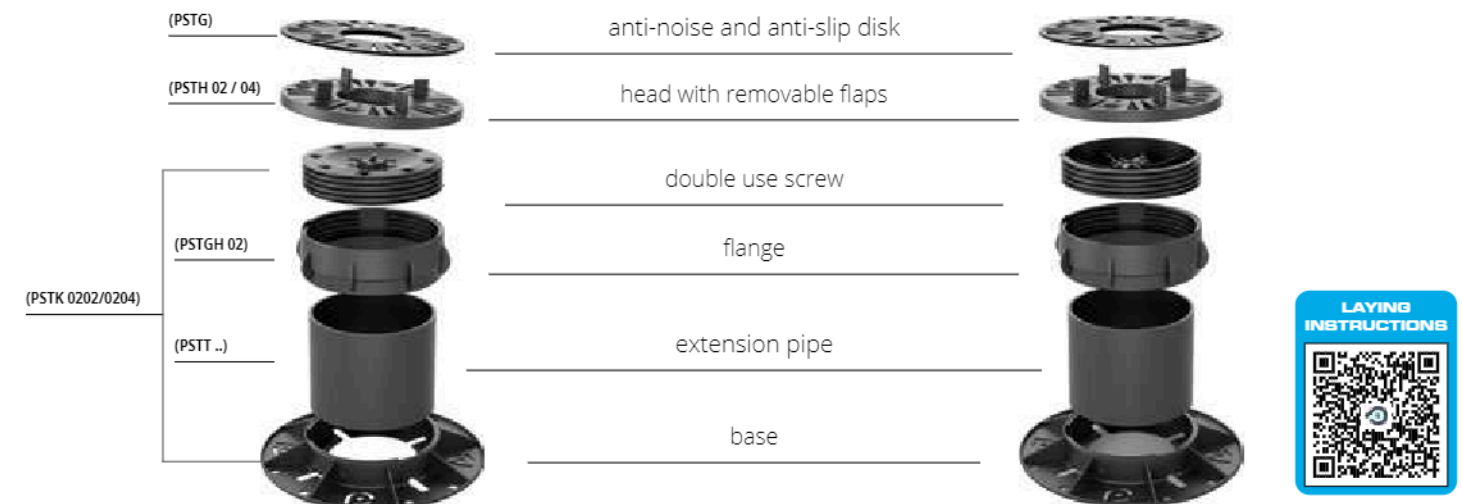 (PSTG)
anti-noise and anti-slip disk
(PSTH 02 / 04)
head with removable flaps
double use screw
(PSTGH 02)
flange
(PSTK 0202/0204)
(PSTT ..)
extension pipe
base
LAYING
INSTRUCTIONS